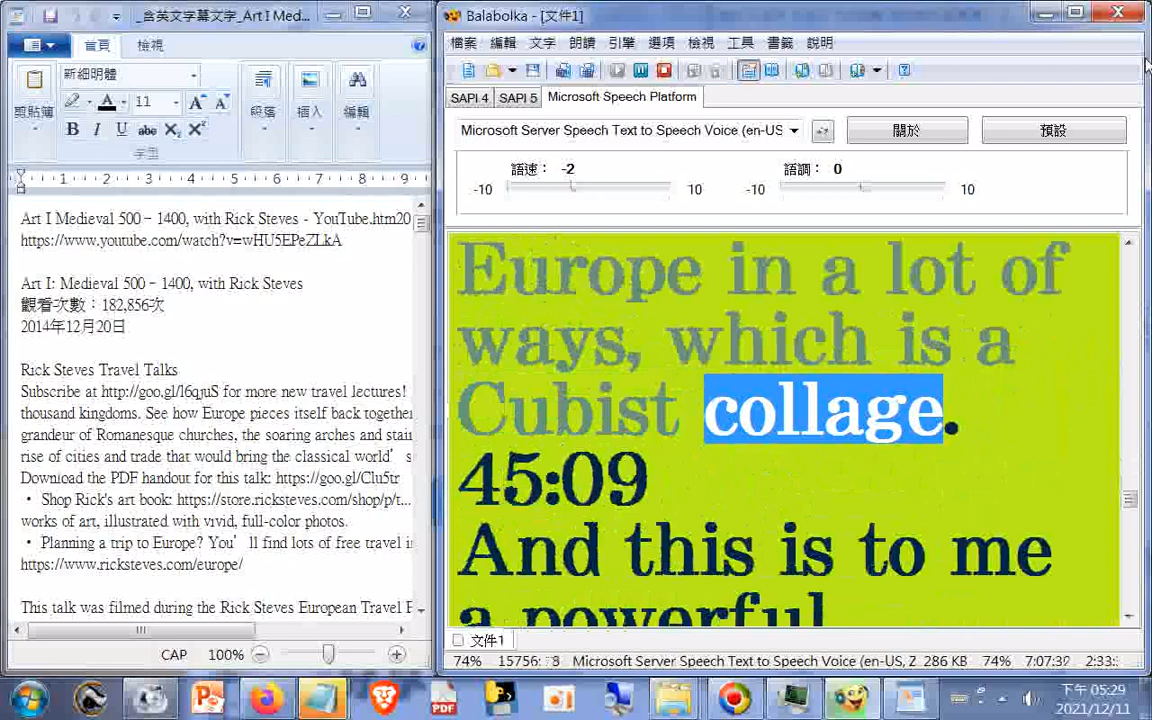 _含英文字幕文字_Art I Med...
首頁
檢視
剪貼簿
新細明體
11
B I U abc X₂ X²
字型
段落
插入
編輯
1 2 3 4 5 6 7 8 9
Art I Medieval 500–1400, with Rick Steves - YouTube.htm20
https://www.youtube.com/watch?v=wHU5EPeZLkA
Art I: Medieval 500–1400, with Rick Steves
觀看次數：182,856次
2014年12月20日
Rick Steves Travel Talks
Subscribe at http://goo.gl/l6qjuS for more new travel lectures!
thousand kingdoms. See how Europe pieces itself back together
grandeur of Romanesque churches, the soaring arches and stai
rise of cities and trade that would bring the classical world's
Download the PDF handout for this talk: https://goo.gl/Clu5tr
• Shop Rick's art book: https://store.ricksteves.com/shop/p/t...
works of art, illustrated with vivid, full-color photos.
• Planning a trip to Europe? You'll find lots of free travel i
https://www.ricksteves.com/europe/
This talk was filmed during the Rick Steves European Travel F
CAP 100%
Balabolka - [文件1]
檔案 編輯 文字 朗讀 引擎 選項 檢視 工具 書籤 說明
SAPI 4 SAPI 5 Microsoft Speech Platform
Microsoft Server Speech Text to Speech Voice (en-US
關於
預設
語速： -2
語調： 0
-10 10 -10 10
Europe in a lot of
ways, which is a
Cubist collage.
45:09
And this is to me
a powerful
文件1
74% Microsoft Server Speech Text to Speech Voice (en-US, Z 286 KB 74%
下午 05:29
2021/12/11